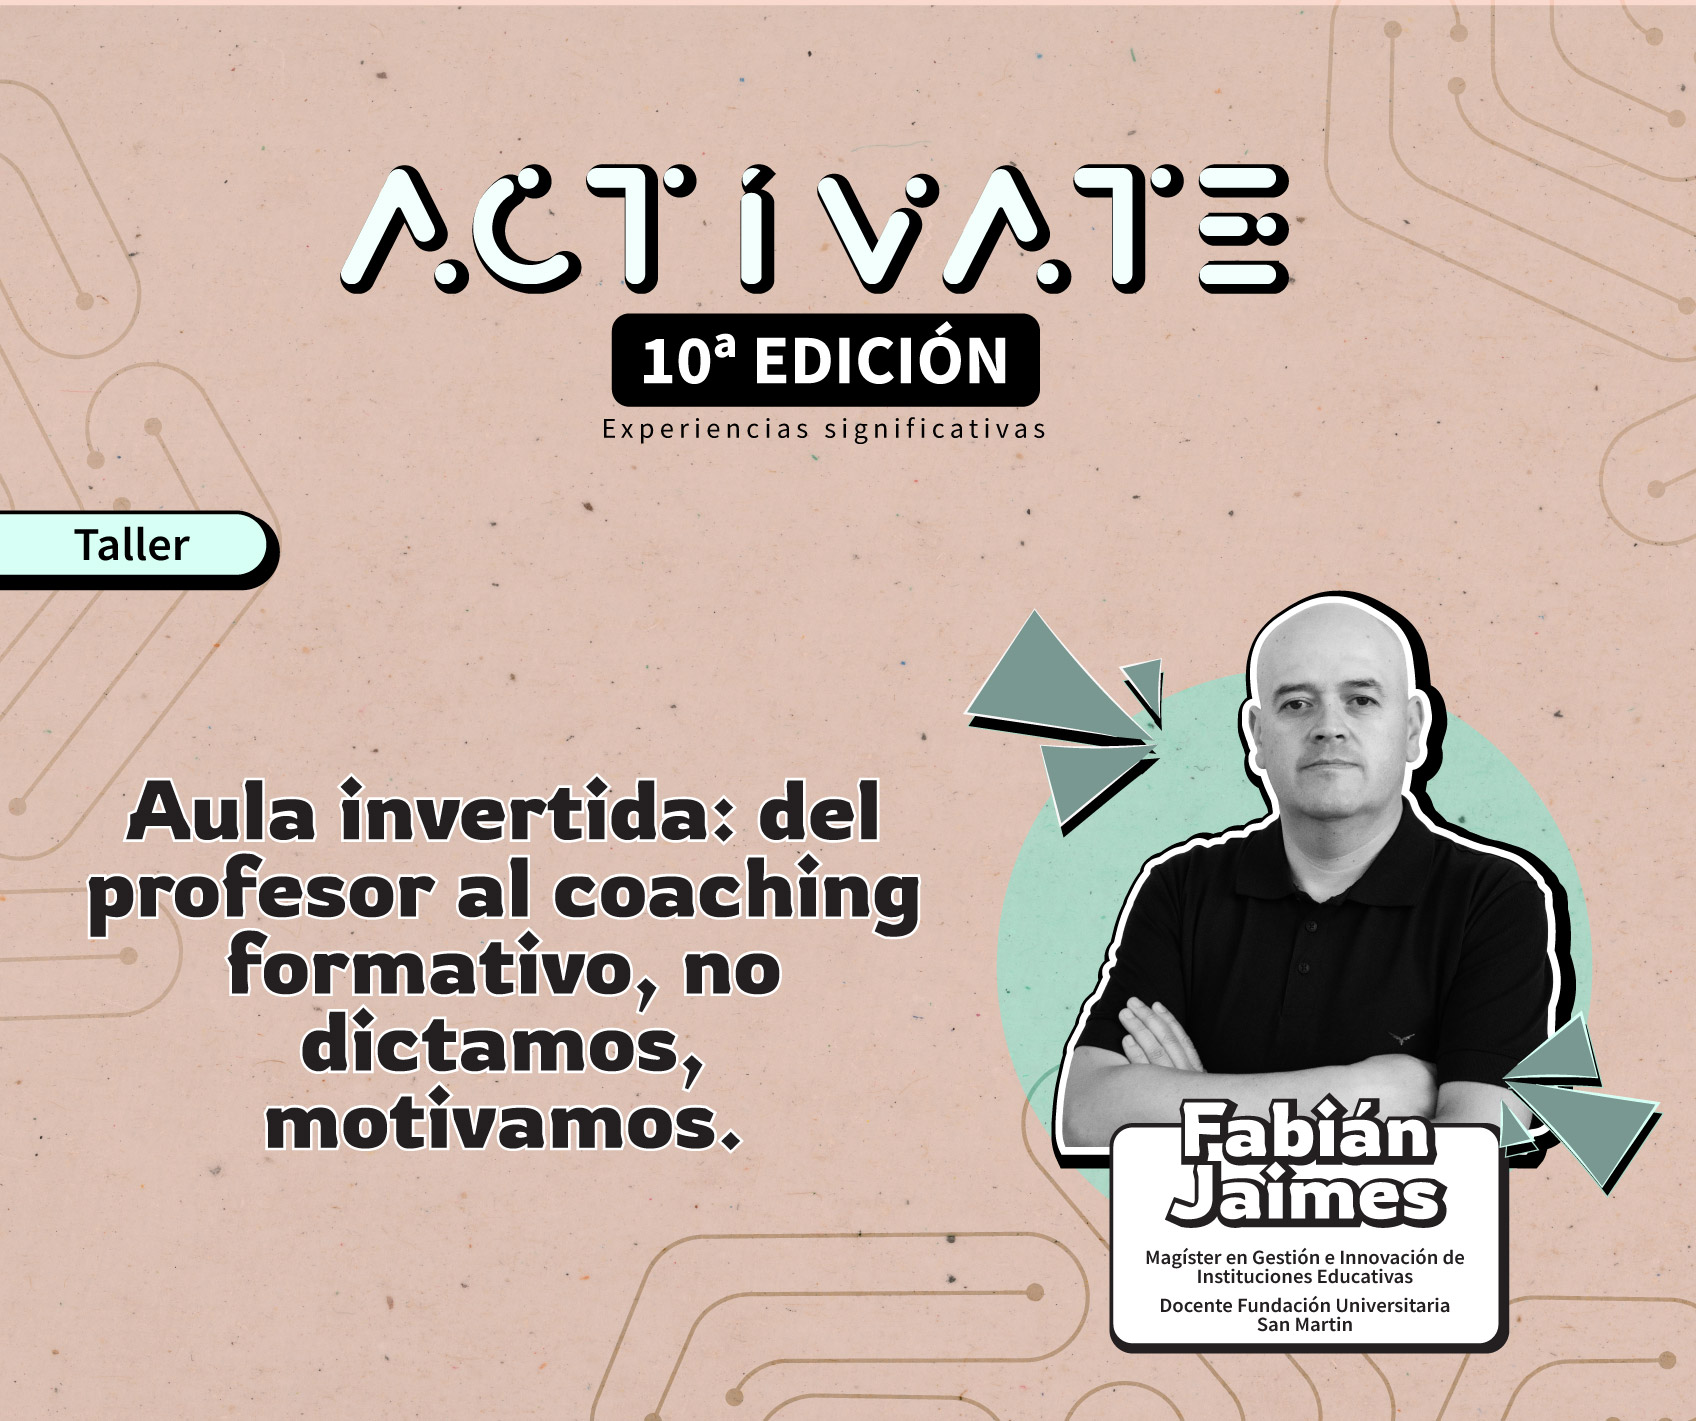 ACTÍVATE
10ª EDICIÓN
Experiencias significativas
Taller
Aula invertida: del
profesor al coaching
formativo, no
dictamos,
motivamos.
Fabián
Jaimes
Magíster en Gestión e Innovación de
Instituciones Educativas
Docente Fundación Universitaria
San Martin